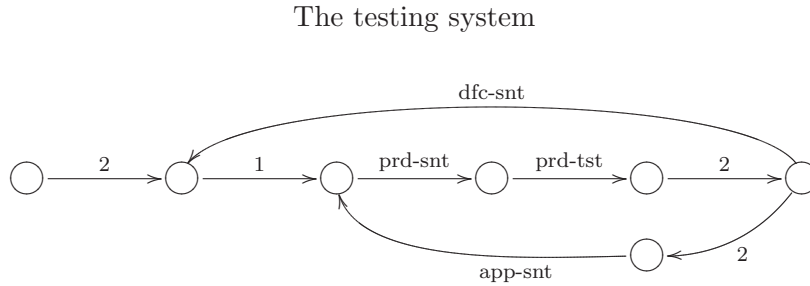 The testing system
dfc-snt
2 1 prd-snt prd-tst 2
app-snt 2